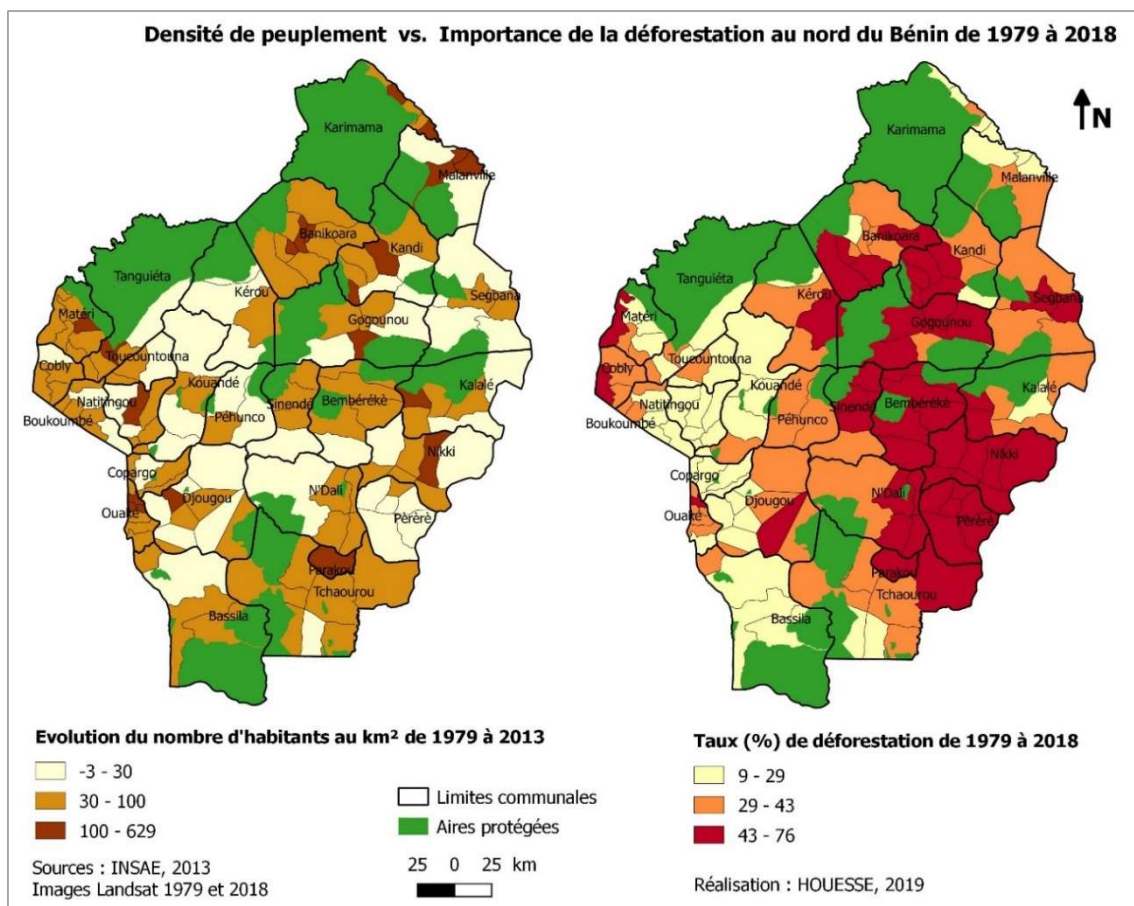 Densité de peuplement vs. Importance de la déforestation au nord du Bénin de 1979 à 2018
N
Karimama
Malanville
Banikoara
Kandi
Tanguiéta
Kérou
Segbana
Matéri
Gogounou
Toucountouna
Cobly
Kouandé
Kalalé
Natitingou
Sinendé
Bembérékè
Boukoumbé
Péhunco
Nikki
Copargo
Djougou
N'Dali
Ouaké
Pèrèrè
Parakou
Tchaourou
Bassila
Karimama
Malanville
Banikoara
Kandi
Tanguiéta
Kérou
Segbana
Matéri
Gogounou
Toucountouna
Cobly
Kouandé
Kalalé
Natitingou
Sinendé
Bembéréké
Boukoumbé
Péhunco
Nikki
Copargo
Djougou
N'Dali
Ouaké
Pèrèrè
Parakou
Tchaourou
Bassila
Evolution du nombre d'habitants au km² de 1979 à 2013
-3 - 30
30 - 100
100 - 629
Limites communales
Aires protégées
25 0 25 km
Sources : INSAE, 2013
Images Landsat 1979 et 2018
Taux (%) de déforestation de 1979 à 2018
9 - 29
29 - 43
43 - 76
Réalisation : HOUESSE, 2019